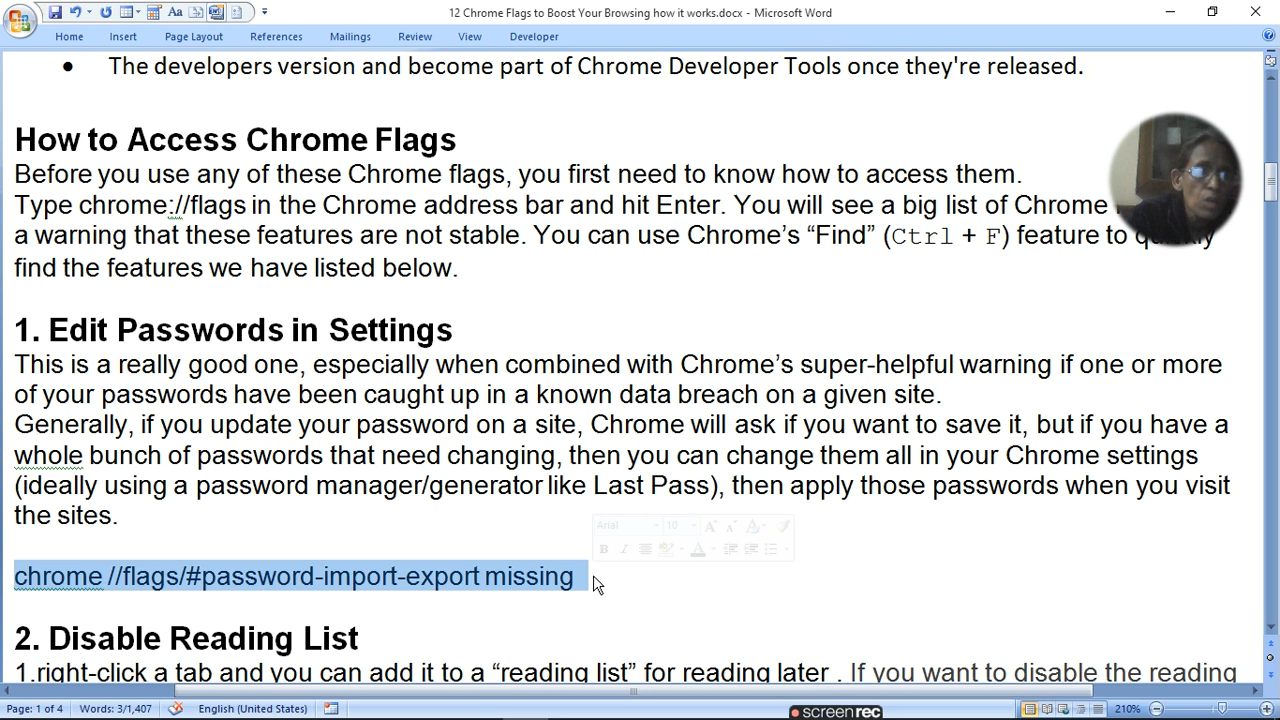 12 Chrome Flags to Boost Your Browsing how it works.docx - Microsoft Word
Home Insert Page Layout References Mailings Review View Developer
• The developers version and become part of Chrome Developer Tools once they're released.
How to Access Chrome Flags
Before you use any of these Chrome flags, you first need to know how to access them.
Type chrome://flags in the Chrome address bar and hit Enter. You will see a big list of Chrome
a warning that these features are not stable. You can use Chrome’s “Find” (Ctrl + F) feature to quickly
find the features we have listed below.
1. Edit Passwords in Settings
This is a really good one, especially when combined with Chrome’s super-helpful warning if one or more
of your passwords have been caught up in a known data breach on a given site.
Generally, if you update your password on a site, Chrome will ask if you want to save it, but if you have a
whole bunch of passwords that need changing, then you can change them all in your Chrome settings
(ideally using a password manager/generator like Last Pass), then apply those passwords when you visit
the sites.
Arial 10
chrome //flags/#password-import-export missing
2. Disable Reading List
1.right-click a tab and you can add it to a “reading list” for reading later . If you want to disable the reading
Page: 1 of 4 Words: 3/1,407 English (United States) 210%
screenrec